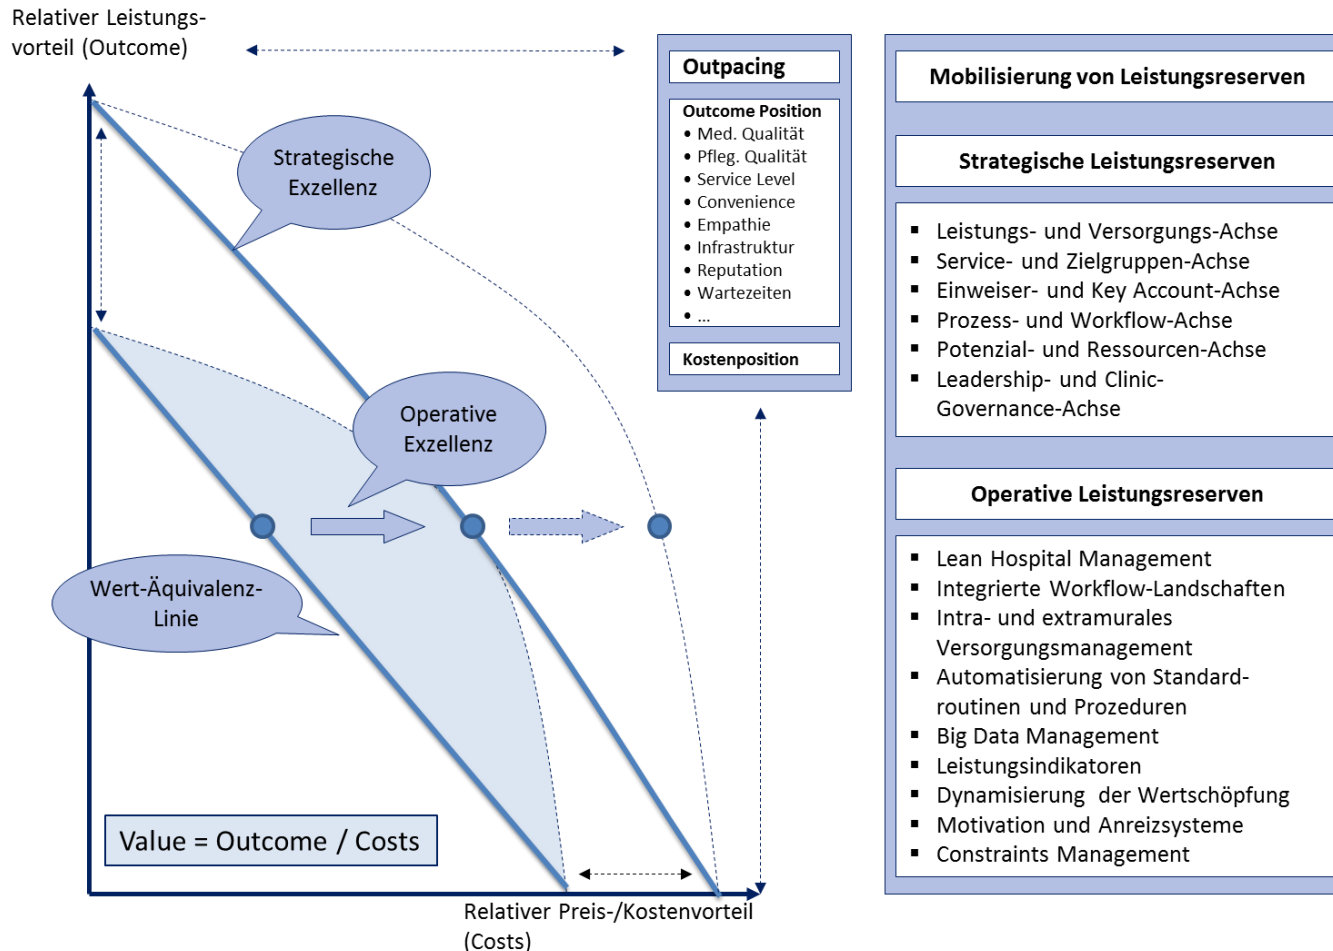 Relativer Leistungs-
vorteil (Outcome)
Strategische
Exzellenz
Operative
Exzellenz
Wert-Äquivalenz-
Linie
Value = Outcome / Costs
Relativer Preis-/Kostenvorteil
(Costs)
Outpacing
Outcome Position
• Med. Qualität
• Pfleg. Qualität
• Service Level
• Convenience
• Empathie
• Infrastruktur
• Reputation
• Wartezeiten
• ...
Kostenposition
Mobilisierung von Leistungsreserven
Strategische Leistungsreserven
▪ Leistungs- und Versorgungs-Achse
▪ Service- und Zielgruppen-Achse
▪ Einweiser- und Key Account-Achse
▪ Prozess- und Workflow-Achse
▪ Potenzial- und Ressourcen-Achse
▪ Leadership- und Clinic-
Governance-Achse
Operative Leistungsreserven
▪ Lean Hospital Management
▪ Integrierte Workflow-Landschaften
▪ Intra- und extramurales
Versorgungsmanagement
▪ Automatisierung von Standard-
routinen und Prozeduren
▪ Big Data Management
▪ Leistungsindikatoren
▪ Dynamisierung der Wertschöpfung
▪ Motivation und Anreizsysteme
▪ Constraints Management